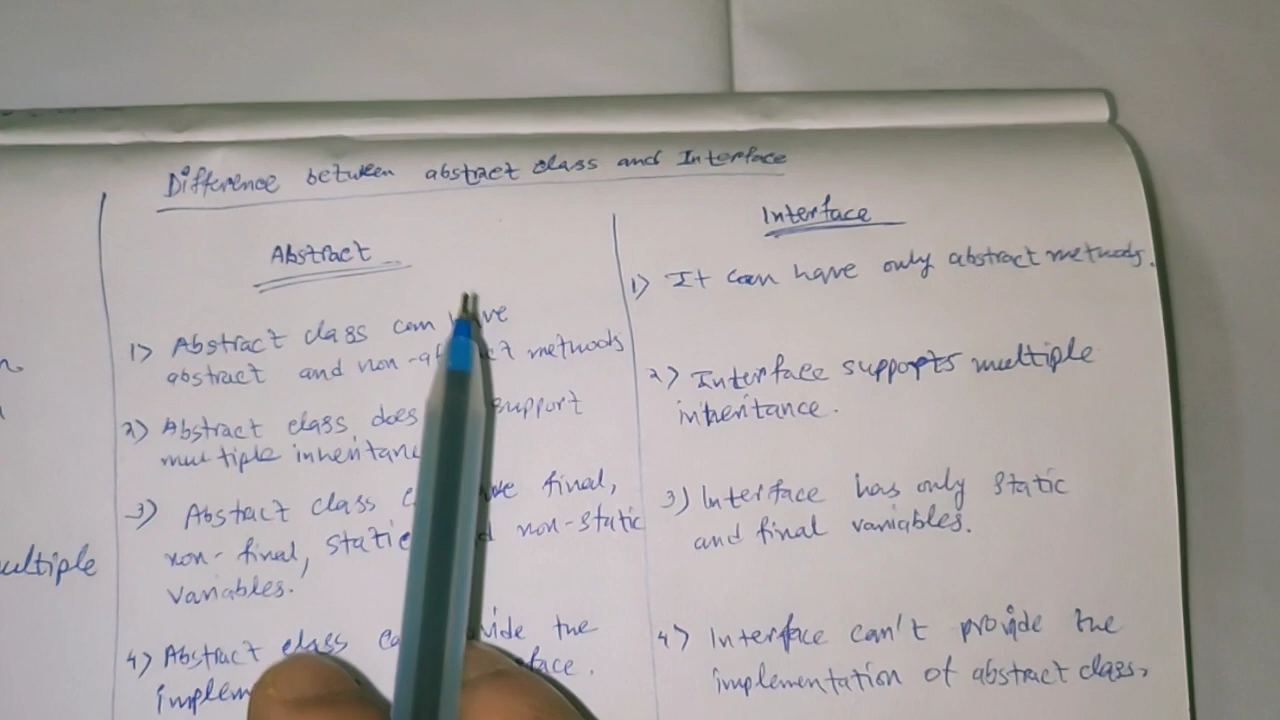 Difference between abstract class and Interface
Abstract
1) Abstract class can
abstract and non- methods
2) Abstract class does support
multiple
3) Abstract class final,
non-final, static non-static
variables.
4) Abstract class the
Interface
1) It can have only abstract methods.
2) Interface supports multiple
inheritance.
3) Interface has only static
and final variables.
4) Interface can't provide the
implementation of abstract class,
ultiple